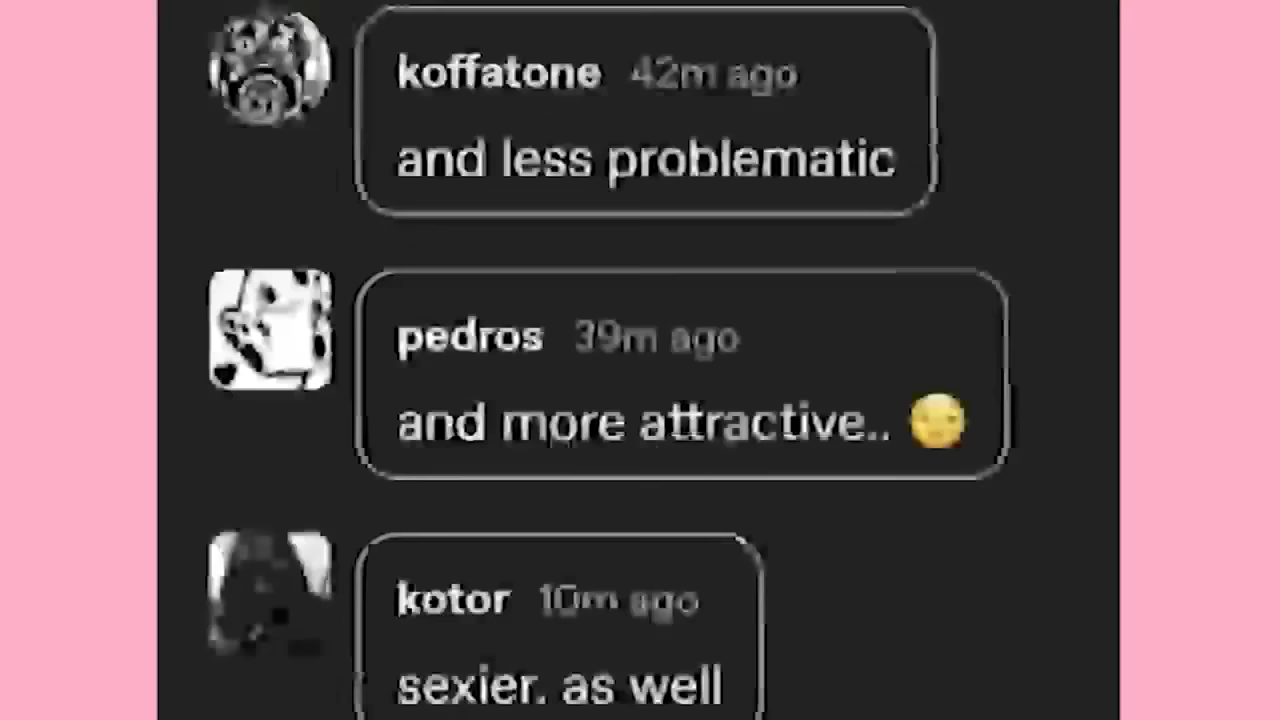 koffatone 42m ago
and less problematic
pedros 39m ago
and more attractive.. 😔
kotor 10m ago
sexier. as well